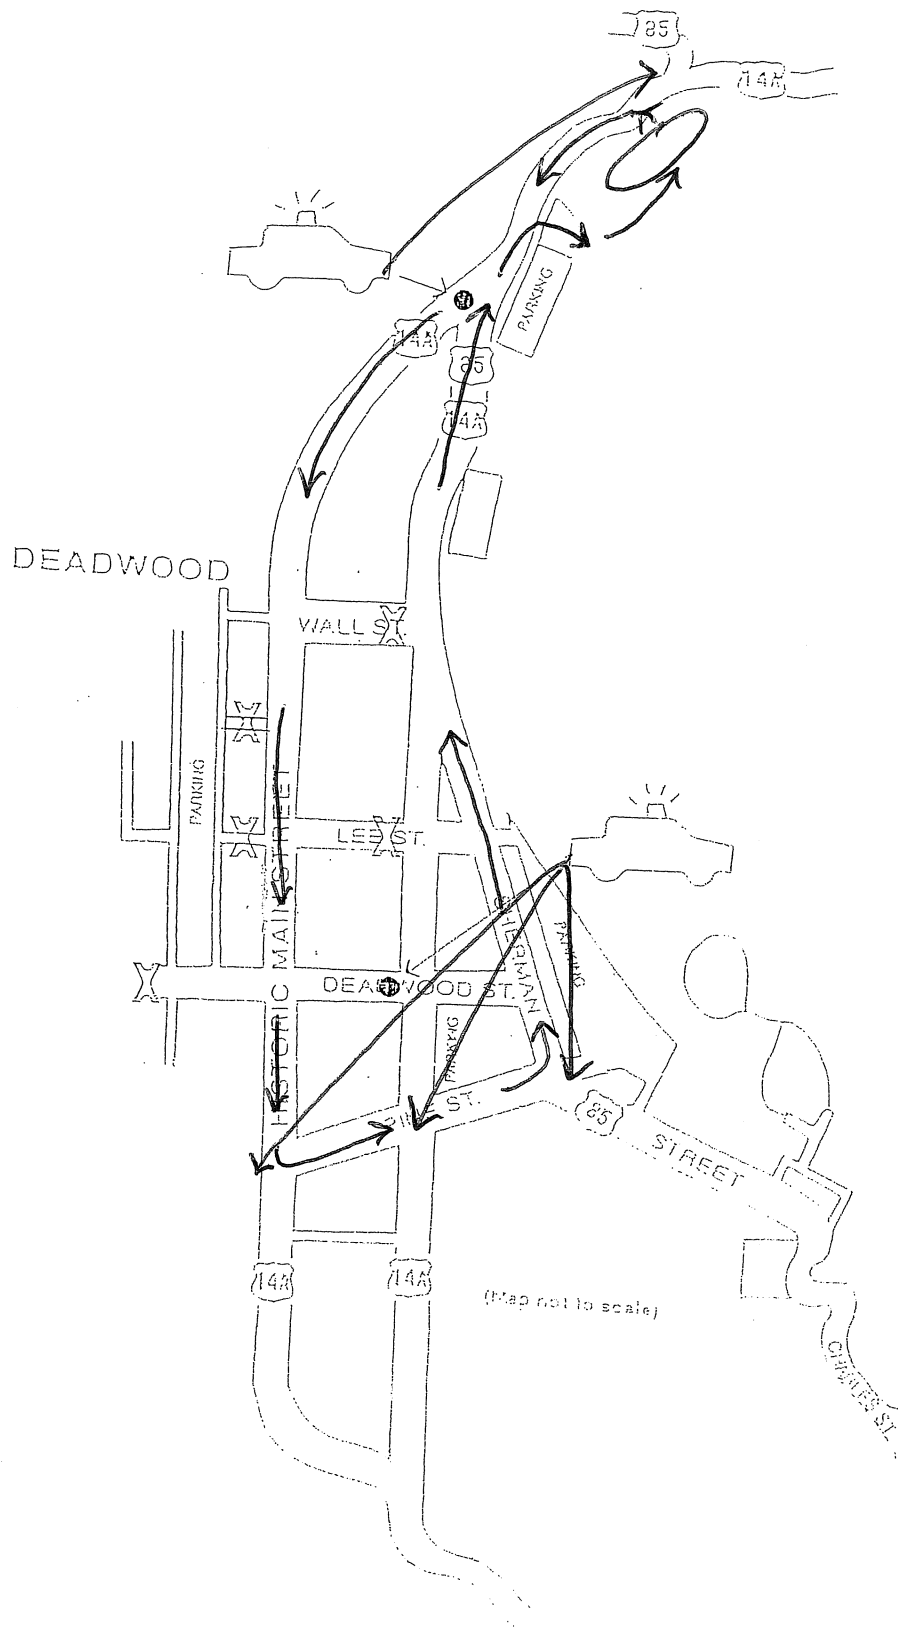 85
14A
PARKING
14A
85
14A
DEADWOOD
WALL ST.
PARKING
LEE ST.
HISTORIC MAIN STREET
SHERMAN
PARKING
DEADWOOD ST.
PARKING
PINE ST.
85
STREET
14A
14A
(Map not to scale)
CHARLES ST.